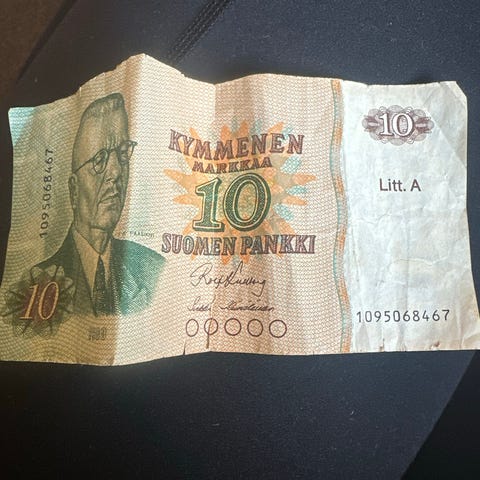 10
Litt. A
1095068467
KYMMENEN
MARKKAA
10
SUOMEN PANKKI
1095068467
10